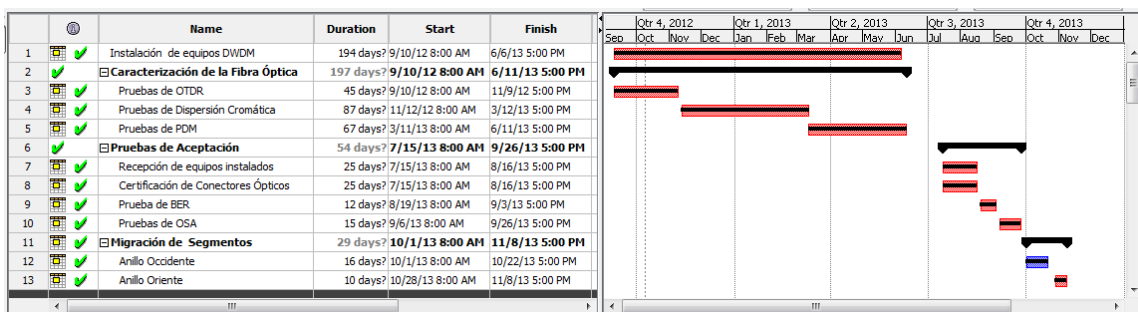 Name Duration Start Finish
1 Instalación de equipos DWDM 194 days? 9/10/12 8:00 AM 6/6/13 5:00 PM
2 Caracterización de la Fibra Óptica 197 days? 9/10/12 8:00 AM 6/11/13 5:00 PM
3 Pruebas de OTDR 45 days? 9/10/12 8:00 AM 11/9/12 5:00 PM
4 Pruebas de Dispersión Cromática 87 days? 11/12/12 8:00 AM 3/12/13 5:00 PM
5 Pruebas de PDM 67 days? 3/11/13 8:00 AM 6/11/13 5:00 PM
6 Pruebas de Aceptación 54 days? 7/15/13 8:00 AM 9/26/13 5:00 PM
7 Recepción de equipos instalados 25 days? 7/15/13 8:00 AM 8/16/13 5:00 PM
8 Certificación de Conectores Ópticos 25 days? 7/15/13 8:00 AM 8/16/13 5:00 PM
9 Prueba de BER 12 days? 8/19/13 8:00 AM 9/3/13 5:00 PM
10 Pruebas de OSA 15 days? 9/6/13 8:00 AM 9/26/13 5:00 PM
11 Migración de Segmentos 29 days? 10/1/13 8:00 AM 11/8/13 5:00 PM
12 Anillo Occidente 16 days? 10/1/13 8:00 AM 10/22/13 5:00 PM
13 Anillo Oriente 10 days? 10/28/13 8:00 AM 11/8/13 5:00 PM
Qtr 4, 2012 Qtr 1, 2013 Qtr 2, 2013 Qtr 3, 2013 Qtr 4, 2013
Sep Oct Nov Dec Jan Feb Mar Apr May Jun Jul Aug Sep Oct Nov Dec